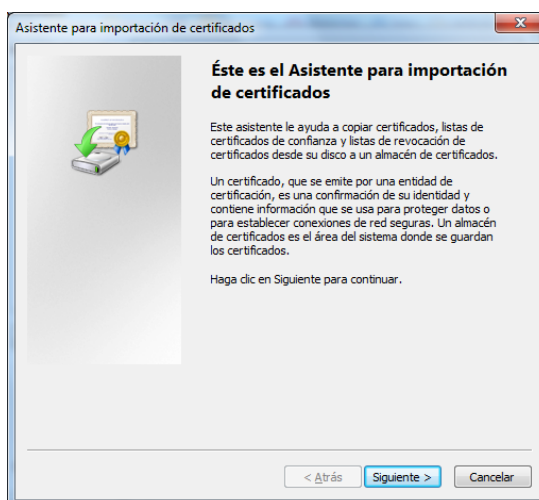 Asistente para importación de certificados
Éste es el Asistente para importación
de certificados
Este asistente le ayuda a copiar certificados, listas de
certificados de confianza y listas de revocación de
certificados desde su disco a un almacén de certificados.
Un certificado, que se emite por una entidad de
certificación, es una confirmación de su identidad y
contiene información que se usa para proteger datos o
para establecer conexiones de red seguras. Un almacén
de certificados es el área del sistema donde se guardan
los certificados.
Haga clic en Siguiente para continuar.
< Atrás Siguiente > Cancelar